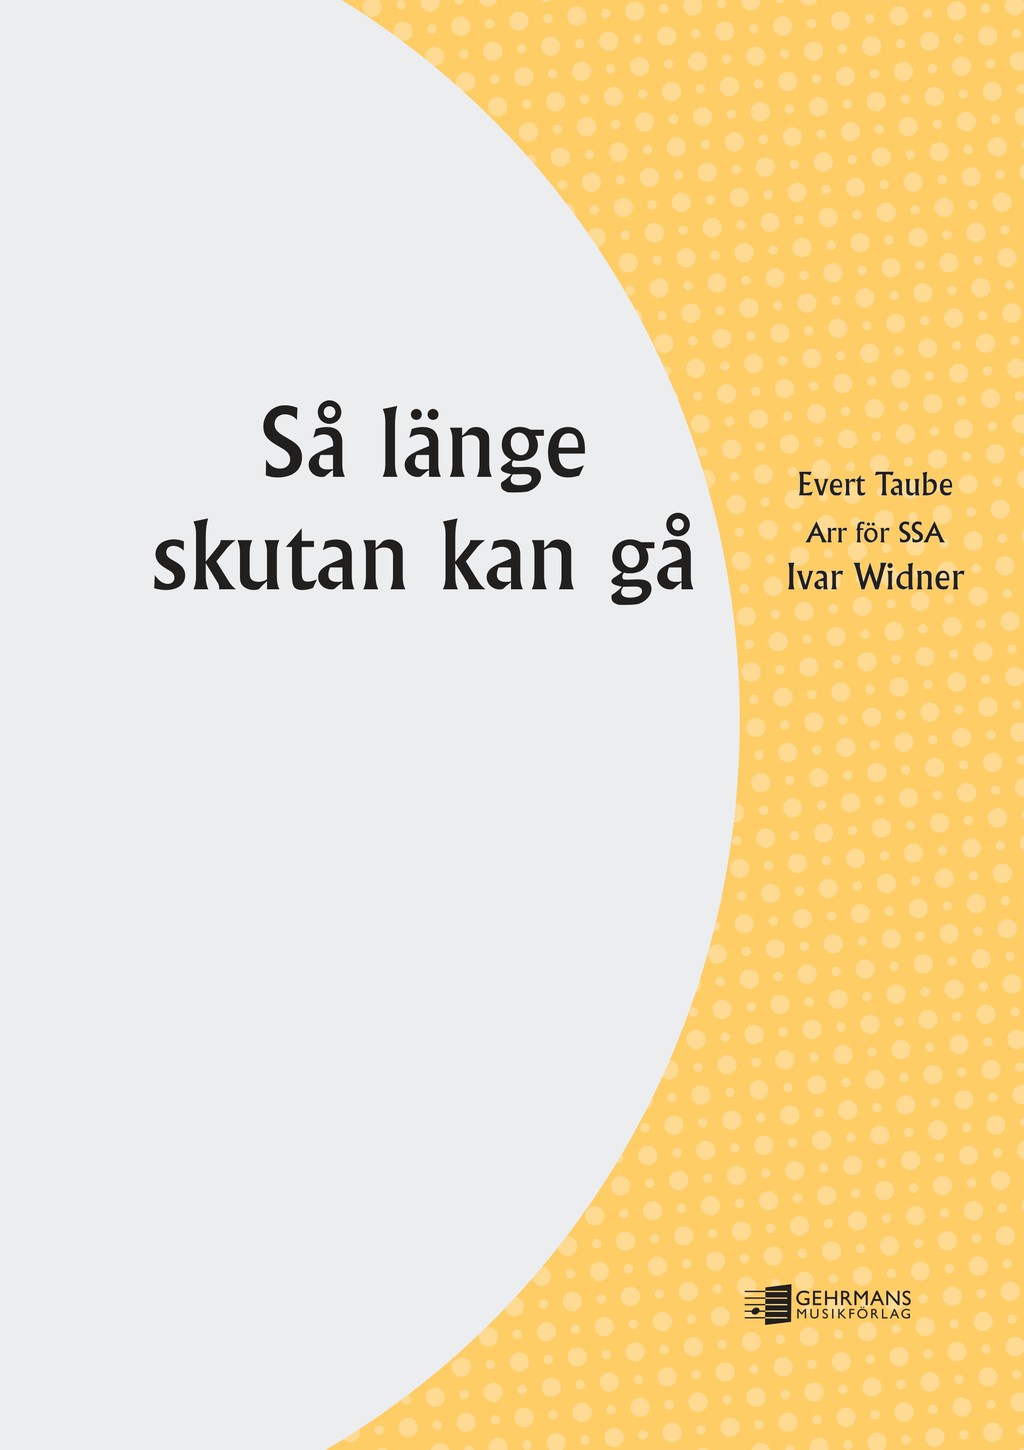 Så länge
skutan kan gå
Evert Taube
Arr för SSA
Ivar Widner
GEHRMANS
MUSIKFÖRLAG